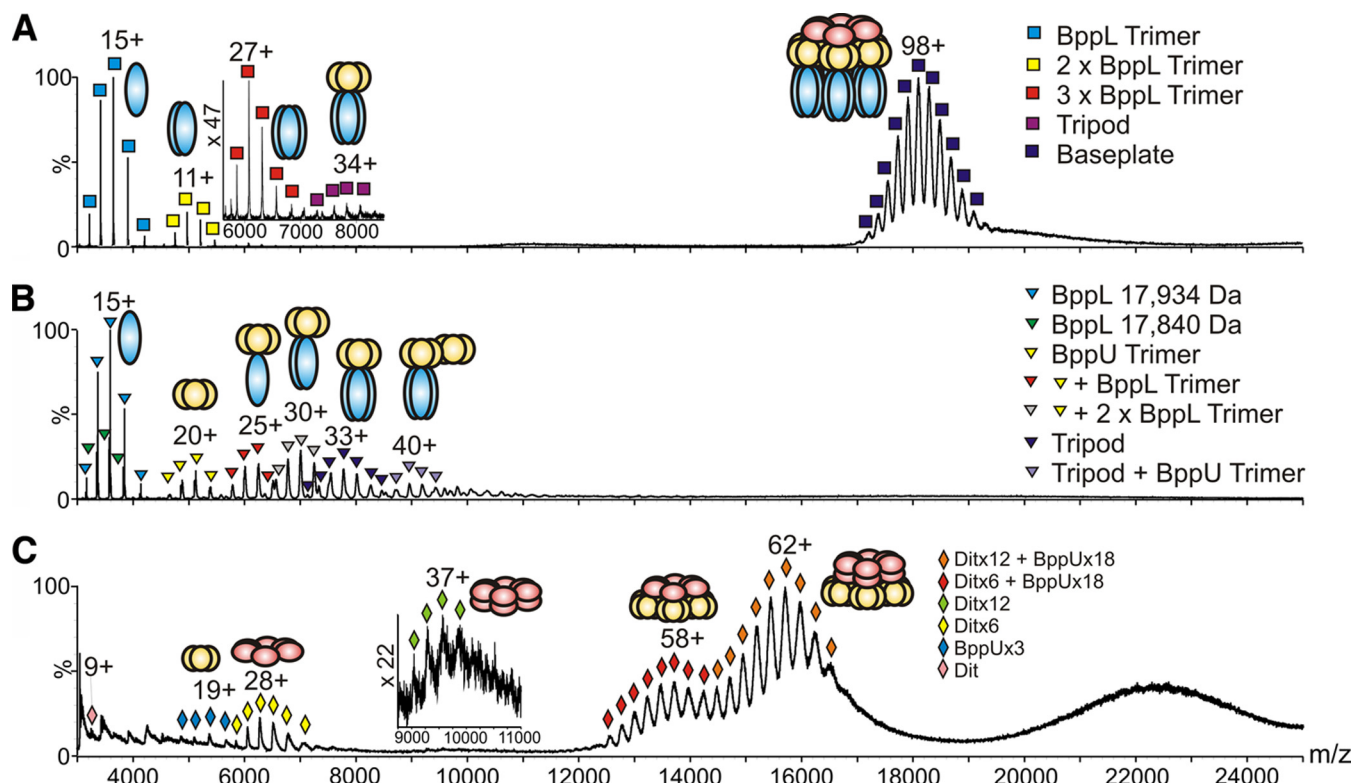 A
15+
27+
98+
BppL Trimer
2 x BppL Trimer
3 x BppL Trimer
Tripod
Baseplate
100
%
0
11+
x 47
34+
6000 7000 8000
B
15+
20+
25+
30+
33+
40+
BppL 17,934 Da
BppL 17,840 Da
BppU Trimer
+ BppL Trimer
+ 2 x BppL Trimer
Tripod
Tripod + BppU Trimer
100
%
0
C
9+
19+
28+
37+
58+
62+
Ditx12 + BppUx18
Ditx6 + BppUx18
Ditx12
Ditx6
BppUx3
Dit
100
%
0
x 22
9000 10000 11000
4000 6000 8000 10000 12000 14000 16000 18000 20000 22000 24000 m/z